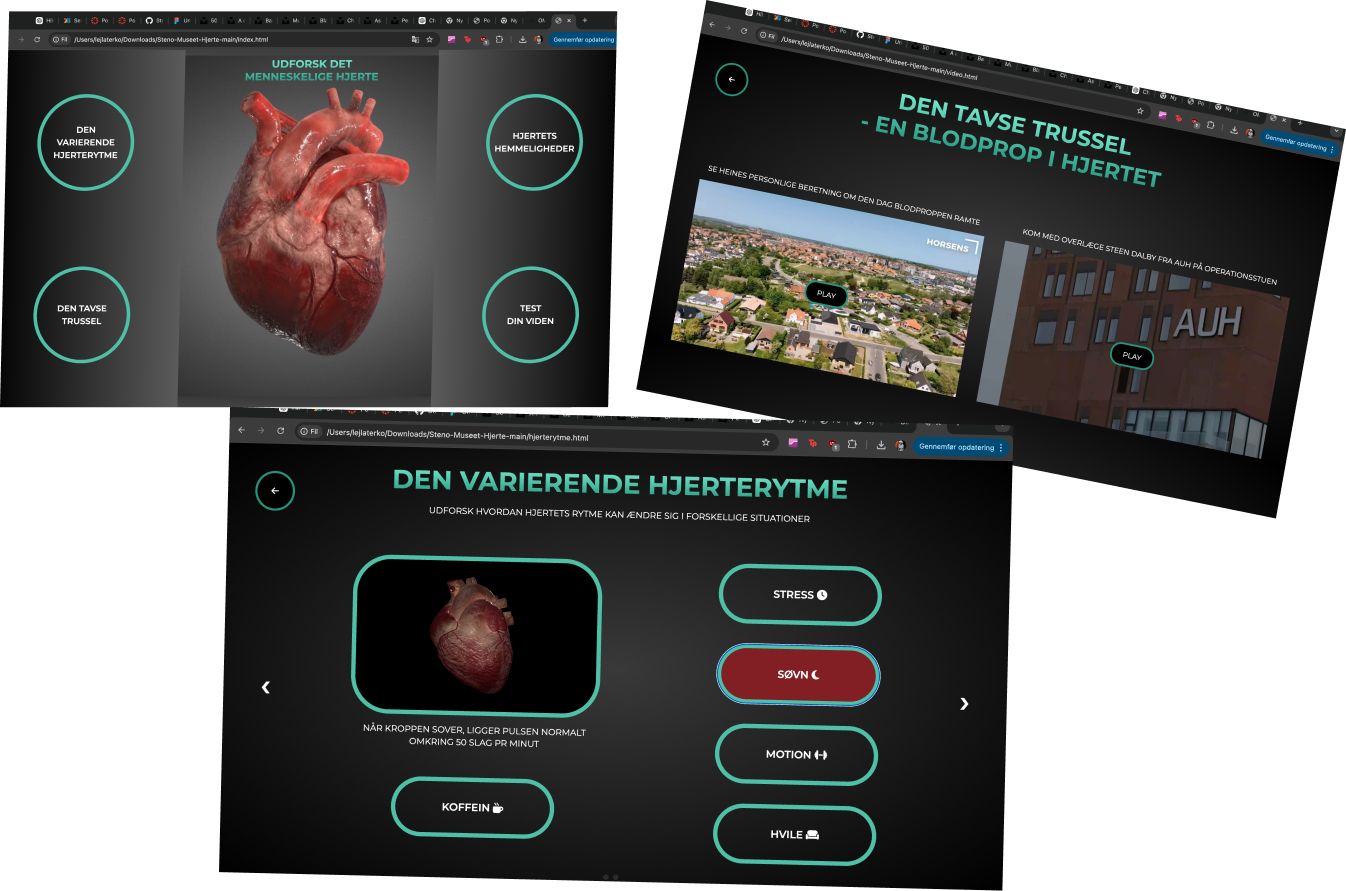 Fil
/Users/lejlaterko/Downloads/Steno-Museet-Hjerte-main/index.html
Gennemfør opdatering
UDFORSK DET
MENNESKELIGE HJERTE
DEN
VARIERENDE
HJERTERYTME
HJERTETS
HEMMELIGHEDER
DEN TAVSE
TRUSSEL
TEST
DIN VIDEN
Fil
/Users/lejlaterko/Downloads/Steno-Museet-Hjerte-main/video.html
Gennemfør opdatering
DEN TAVSE TRUSSEL
- EN BLODPROP I HJERTET
SE HEINES PERSONLIGE BERETNING OM DEN DAG BLODPROPPEN RAMTE
HORSENS
PLAY
KOM MED OVERLÆGE STEEN DALBY FRA AUH PÅ OPERATIONSSTUEN
AUH
PLAY
Fil
/Users/lejlaterko/Downloads/Steno-Museet-Hjerte-main/hjerterytme.html
Gennemfør opdatering
DEN VARIERENDE HJERTERYTME
UDFORSK HVORDAN HJERTETS RYTME KAN ÆNDRE SIG I FORSKELLIGE SITUATIONER
STRESS
SØVN
MOTION
HVILE
‹
›
NÅR KROPPEN SOVER, LIGGER PULSEN NORMALT
OMKRING 50 SLAG PR MINUT
KOFFEIN